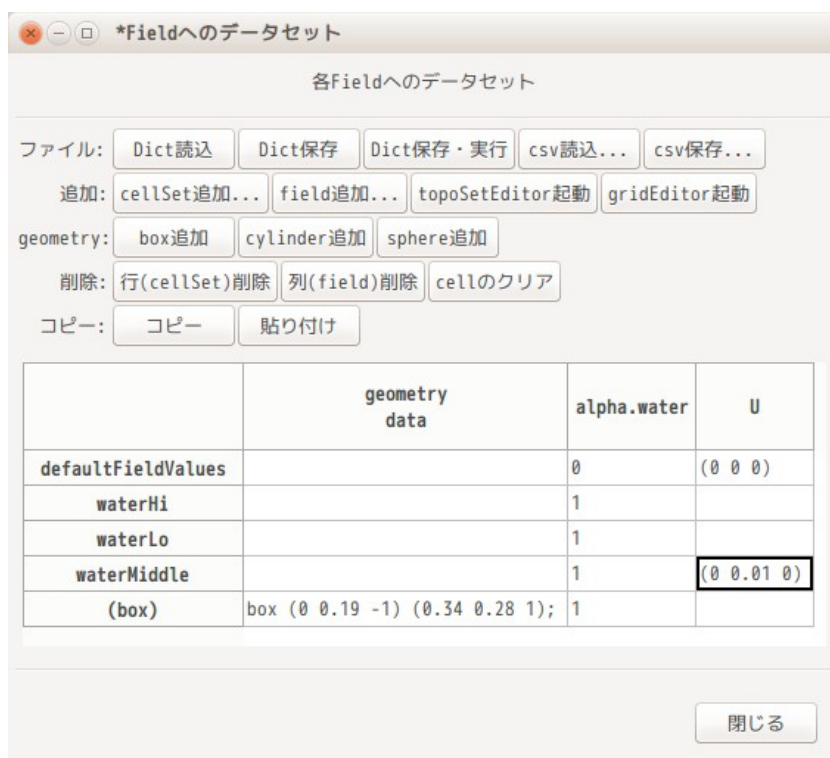 *Fieldへのデータセット
各Fieldへのデータセット
ファイル: Dict読込 Dict保存 Dict保存・実行 csv読込... csv保存...
追加: cellSet追加... field追加... topoSetEditor起動 gridEditor起動
geometry: box追加 cylinder追加 sphere追加
削除: 行(cellSet)削除 列(field)削除 cellのクリア
コピー: コピー 貼り付け
geometry
data alpha.water U
defaultFieldValues 0 (0 0 0)
waterHi 1
waterLo 1
waterMiddle 1 (0 0.01 0)
(box) box (0 0.19 -1) (0.34 0.28 1); 1
閉じる